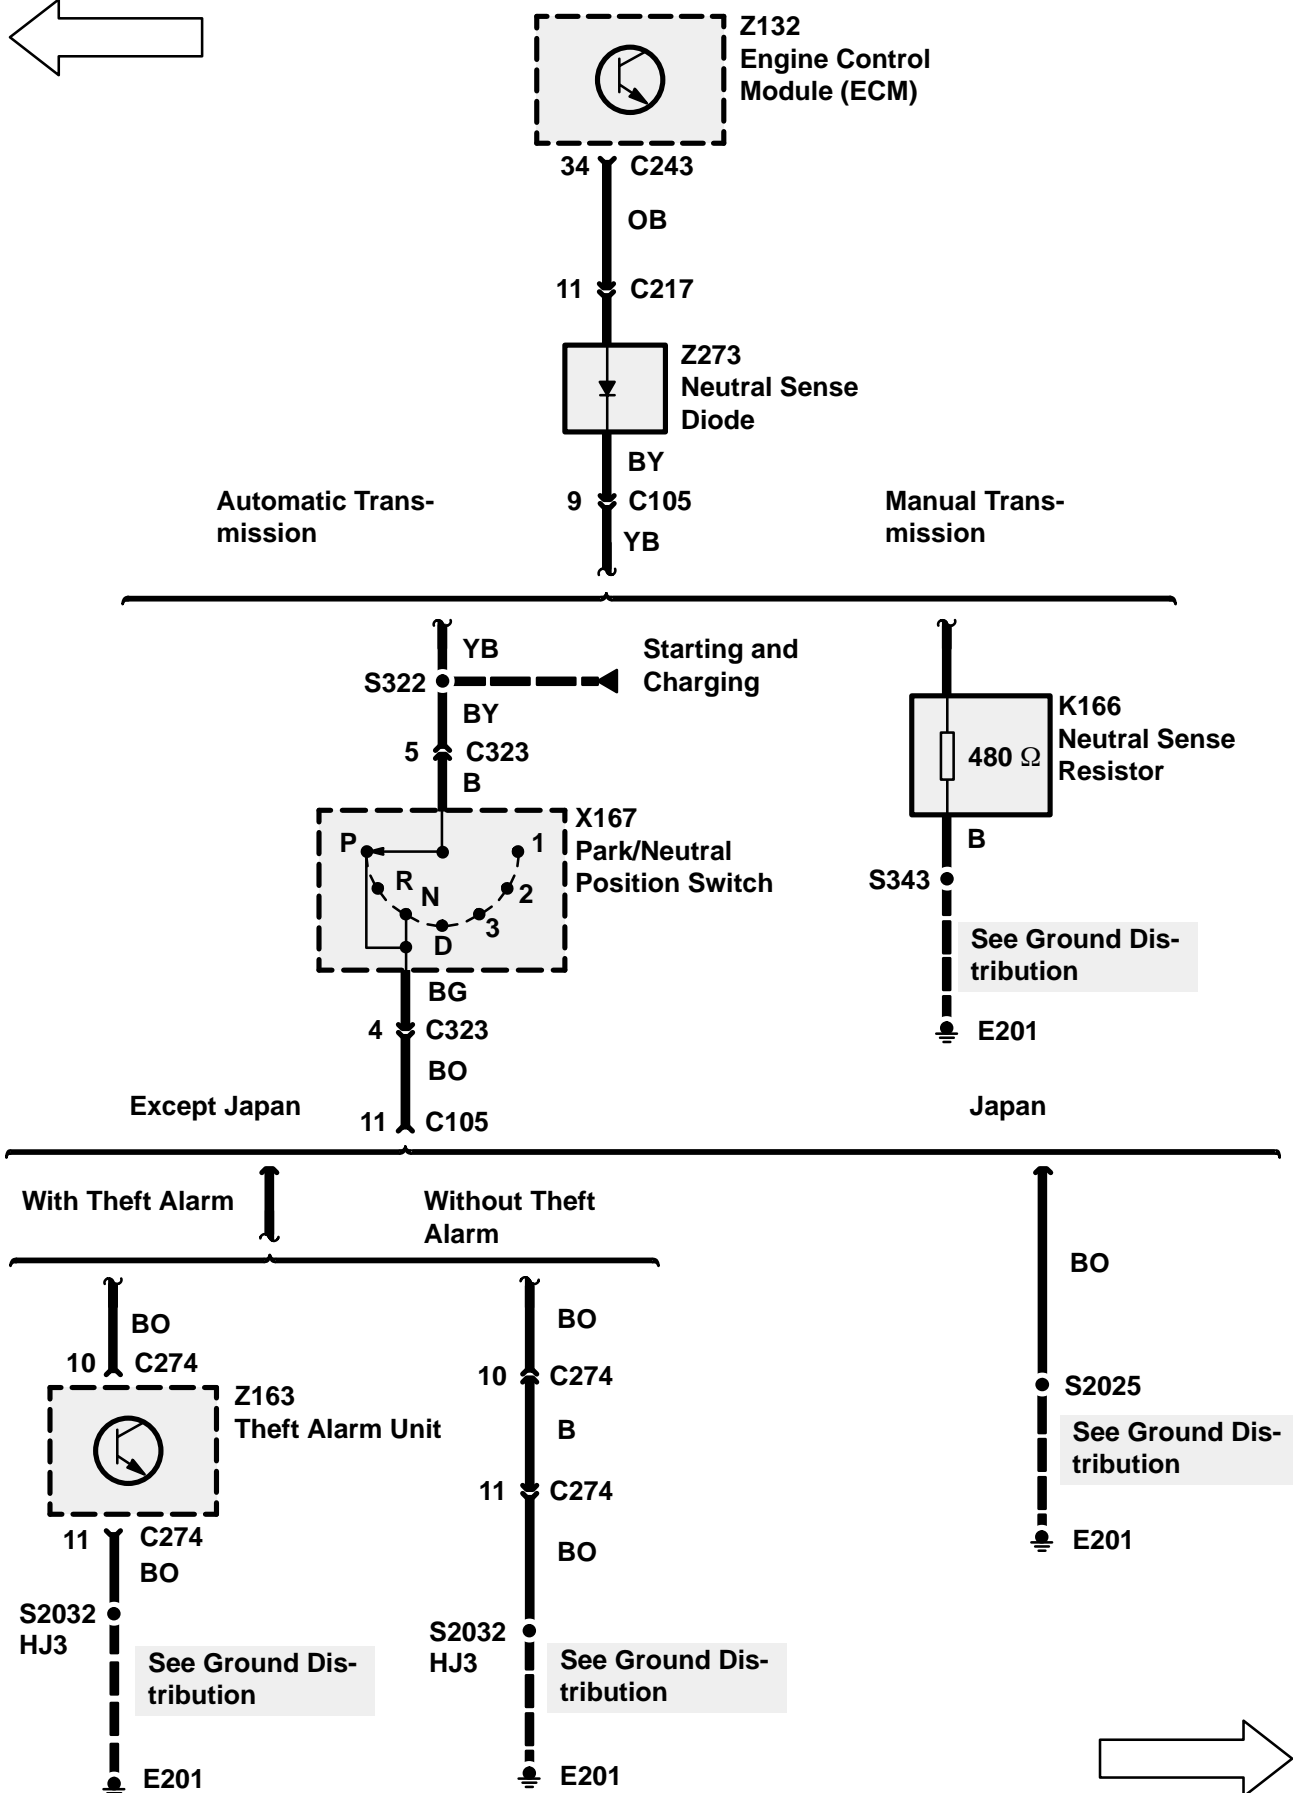 Z132
Engine Control
Module (ECM)
34 C243
OB
11 C217
Z273
Neutral Sense
Diode
BY
Automatic Trans-
mission
9 C105
Manual Trans-
mission
YB
YB
Starting and
Charging
S322
BY
5 C323
B
K166
Neutral Sense
Resistor
480 Ω
X167
Park/Neutral
Position Switch
P
1
R
N
2
3
D
B
S343
See Ground Dis-
tribution
E201
BG
4 C323
BO
Except Japan
11 C105
Japan
With Theft Alarm
Without Theft
Alarm
BO
10 C274
Z163
Theft Alarm Unit
11 C274
BO
S2032
HJ3
See Ground Dis-
tribution
E201
BO
10 C274
B
11 C274
BO
S2032
HJ3
See Ground Dis-
tribution
E201
BO
S2025
See Ground Dis-
tribution
E201